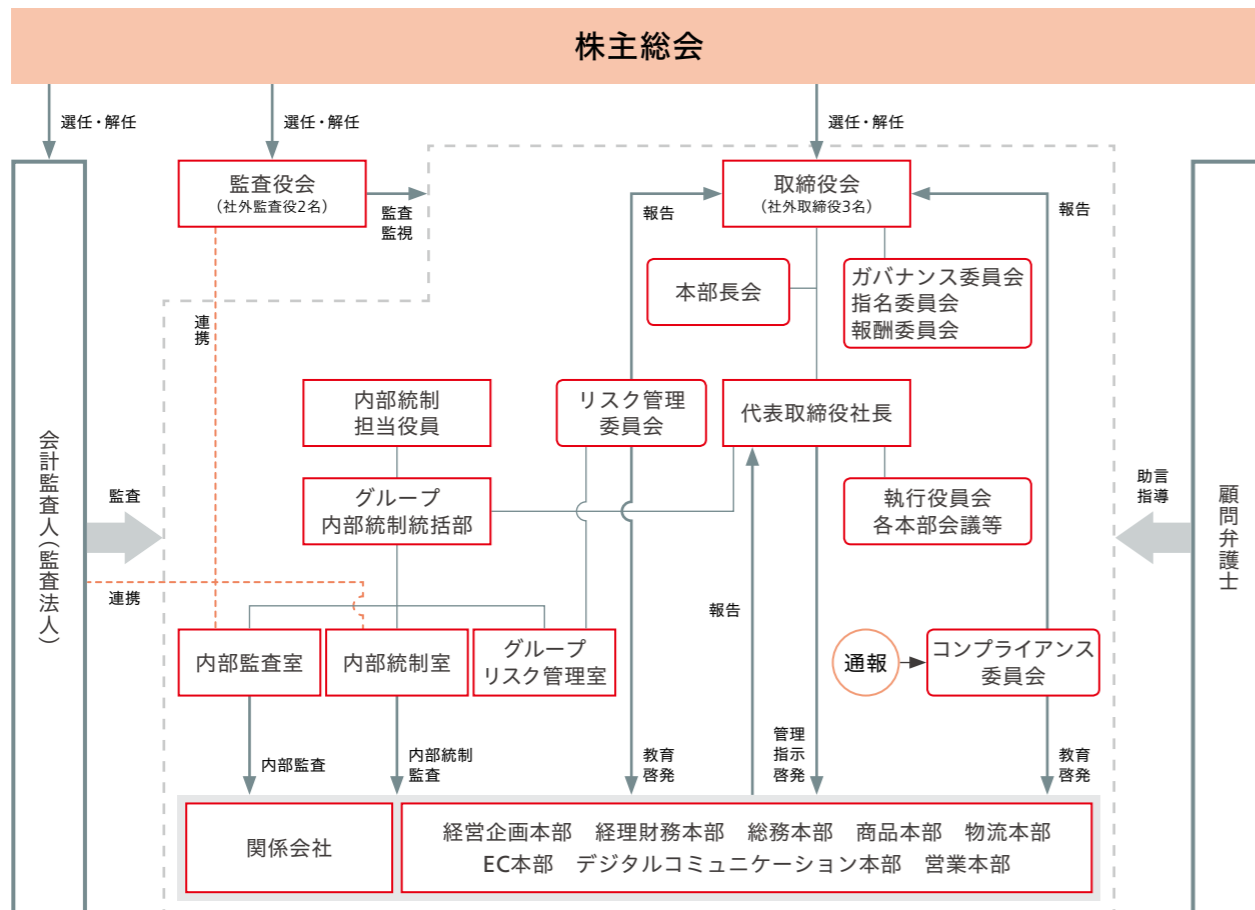 株主総会
選任・解任
選任・解任
選任・解任
監査役会
（社外監査役2名）
監査
監視
取締役会
（社外取締役3名）
報告
報告
本部長会
ガバナンス委員会
指名委員会
報酬委員会
連携
内部統制
担当役員
リスク管理
委員会
代表取締役社長
会計監査人（監査法人）
監査
グループ
内部統制統括部
執行役員会
各本部会議等
助言
指導
顧問弁護士
連携
報告
内部監査室
内部統制室
グループ
リスク管理室
通報
コンプライアンス
委員会
内部監査
内部統制
監査
教育
啓発
管理
指示
啓発
教育
啓発
関係会社
経営企画本部　経理財務本部　総務本部　商品本部　物流本部
EC本部　デジタルコミュニケーション本部　営業本部